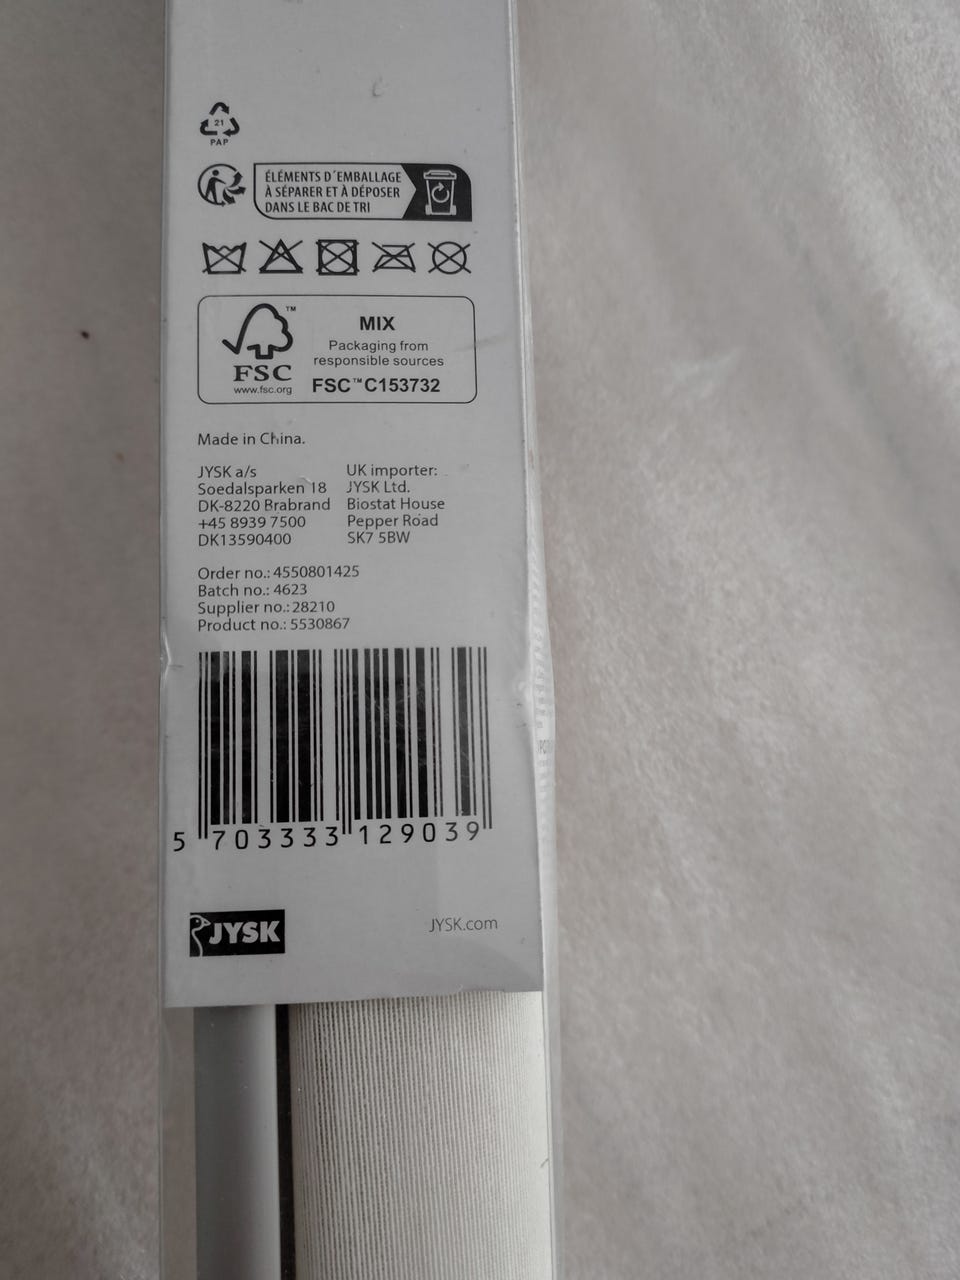 21
PAP
ÉLÉMENTS D´EMBALLAGE
À SÉPARER ET À DÉPOSER
DANS LE BAC DE TRI
™
MIX
Packaging from
responsible sources
FSC
www.fsc.org
FSC™C153732
Made in China.
JYSK a/s
Soedalsparken 18
DK-8220 Brabrand
+45 8939 7500
DK13590400
UK importer:
JYSK Ltd.
Biostat House
Pepper Road
SK7 5BW
Order no.: 4550801425
Batch no.: 4623
Supplier no.: 28210
Product no.: 5530867
5 703333 129039
JYSK
JYSK.com